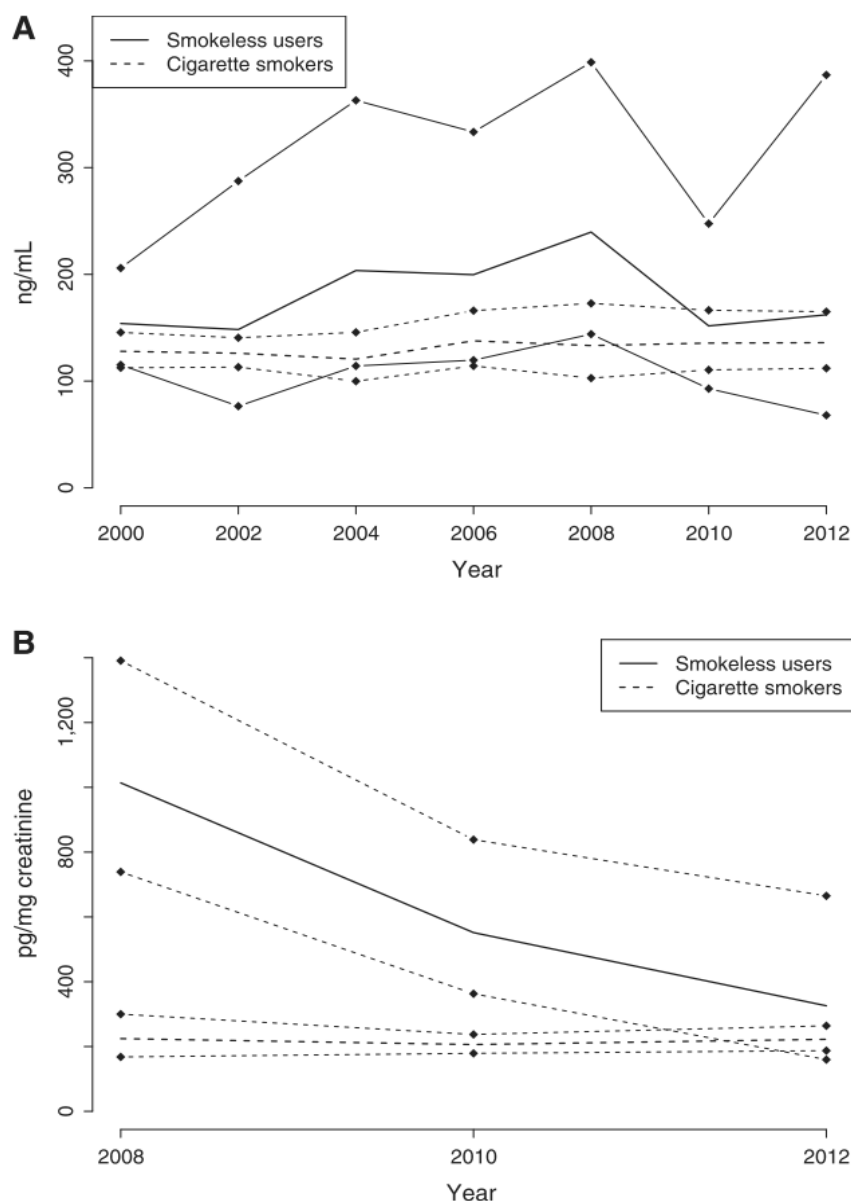 A
Smokeless users
Cigarette smokers
400
300
200
100
0
ng/mL
2000 2002 2004 2006 2008 2010 2012
Year
B
Smokeless users
Cigarette smokers
1,200
800
400
0
pg/mg creatinine
2008 2010 2012
Year